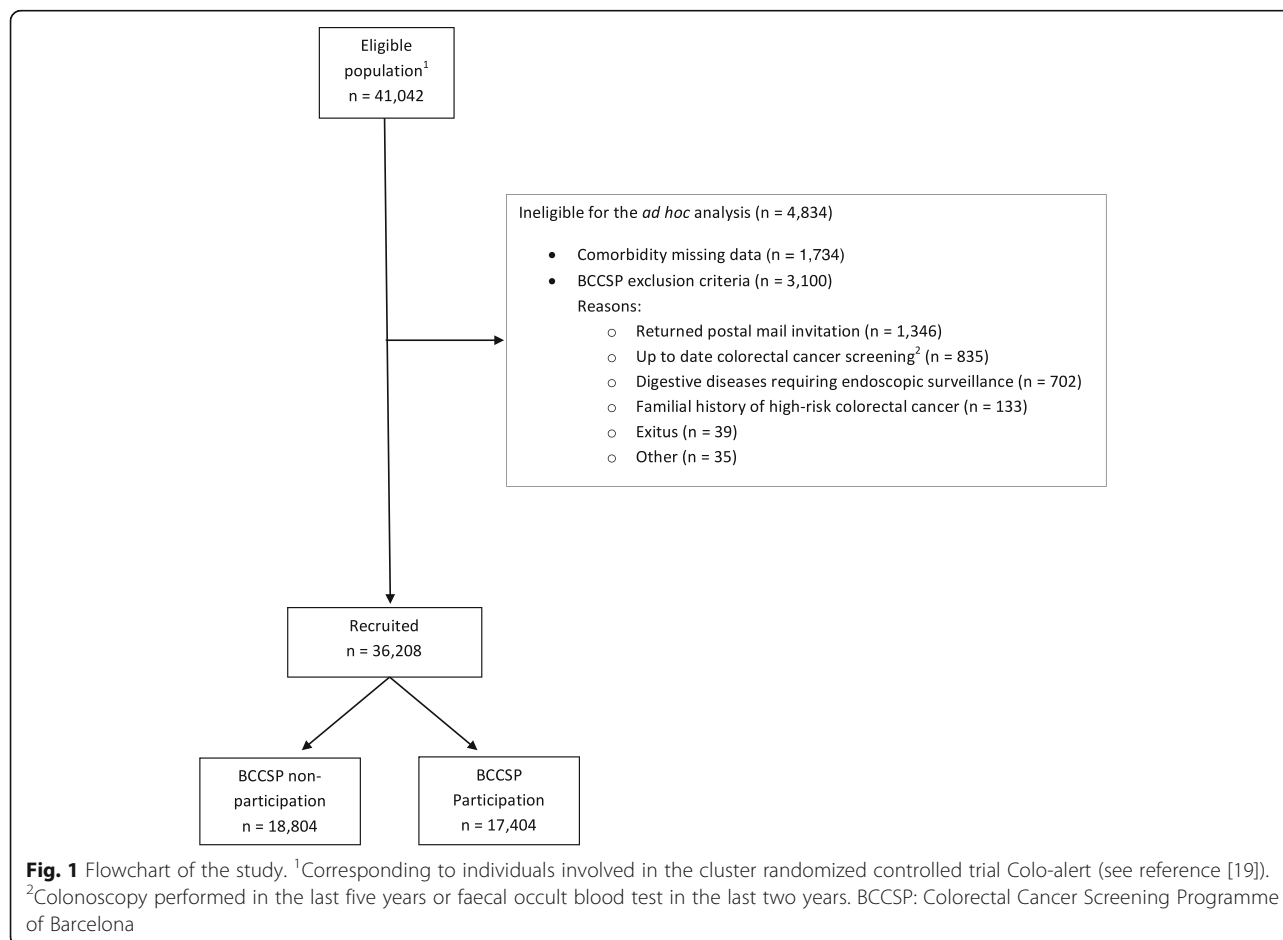 Eligible
population¹
n = 41,042
Ineligible for the ad hoc analysis (n = 4,834)
• Comorbidity missing data (n = 1,734)
• BCCSP exclusion criteria (n = 3,100)
Reasons:
o Returned postal mail invitation (n = 1,346)
o Up to date colorectal cancer screening² (n = 835)
o Digestive diseases requiring endoscopic surveillance (n = 702)
o Familial history of high-risk colorectal cancer (n = 133)
o Exitus (n = 39)
o Other (n = 35)
Recruited
n = 36,208
BCCSP non-
participation
n = 18,804
BCCSP
Participation
n = 17,404
Fig. 1 Flowchart of the study. ¹Corresponding to individuals involved in the cluster randomized controlled trial Colo-alert (see reference [19]).
²Colonoscopy performed in the last five years or faecal occult blood test in the last two years. BCCSP: Colorectal Cancer Screening Programme
of Barcelona